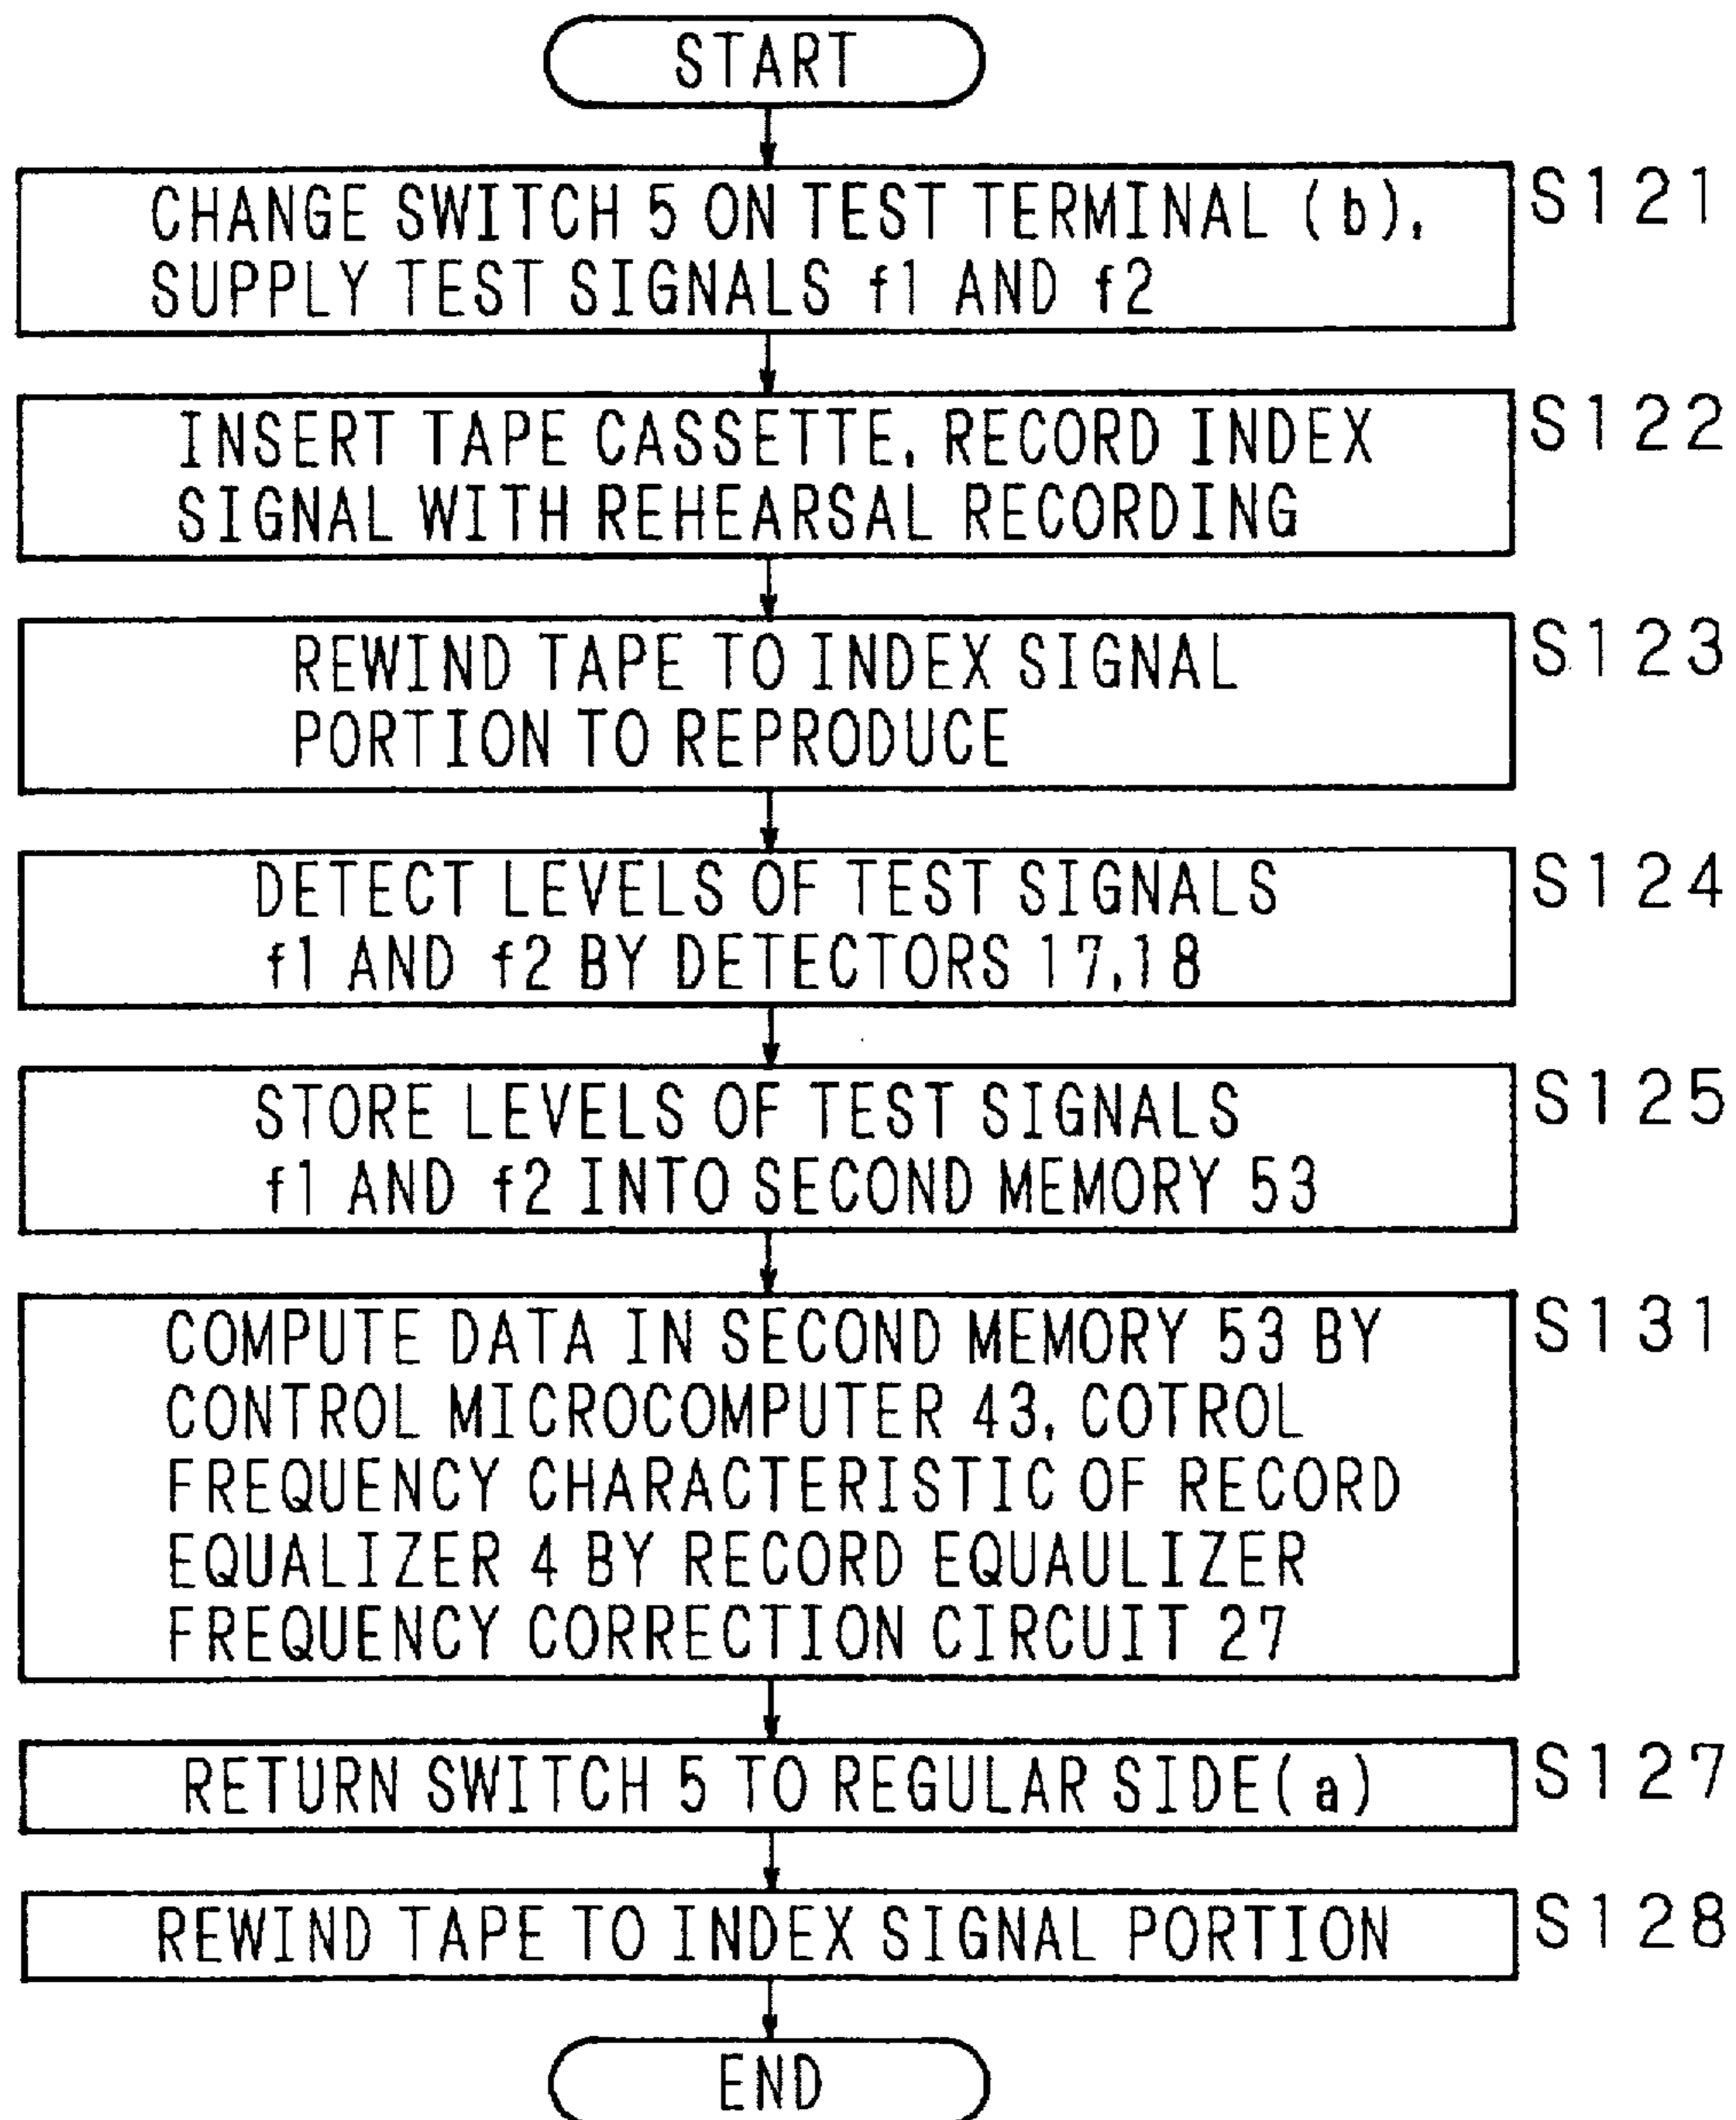 START
CHANGE SWITCH 5 ON TEST TERMINAL (b),
SUPPLY TEST SIGNALS f1 AND f2
S121
INSERT TAPE CASSETTE, RECORD INDEX
SIGNAL WITH REHEARSAL RECORDING
S122
REWIND TAPE TO INDEX SIGNAL
PORTION TO REPRODUCE
S123
DETECT LEVELS OF TEST SIGNALS
f1 AND f2 BY DETECTORS 17,18
S124
STORE LEVELS OF TEST SIGNALS
f1 AND f2 INTO SECOND MEMORY 53
S125
COMPUTE DATA IN SECOND MEMORY 53 BY
CONTROL MICROCOMPUTER 43, COTROL
FREQUENCY CHARACTERISTIC OF RECORD
EQUALIZER 4 BY RECORD EQUAULIZER
FREQUENCY CORRECTION CIRCUIT 27
S131
RETURN SWITCH 5 TO REGULAR SIDE(a)
S127
REWIND TAPE TO INDEX SIGNAL PORTION
S128
END